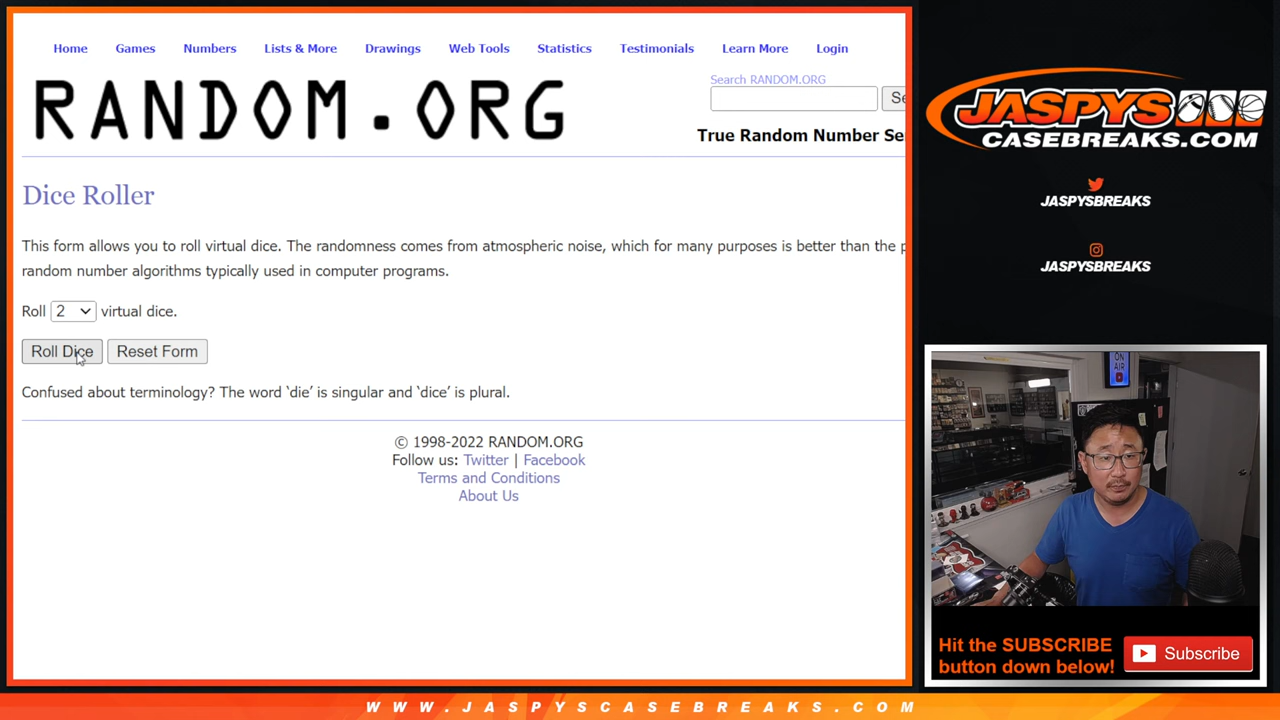 Home Games Numbers Lists & More Drawings Web Tools Statistics Testimonials Learn More Login
RANDOM.ORG
Search RANDOM.ORG
Se
True Random Number Se
Dice Roller
This form allows you to roll virtual dice. The randomness comes from atmospheric noise, which for many purposes is better than the p
random number algorithms typically used in computer programs.
Roll 2 virtual dice.
Roll Dice Reset Form
Confused about terminology? The word ‘die’ is singular and ‘dice’ is plural.
© 1998-2022 RANDOM.ORG
Follow us: Twitter | Facebook
Terms and Conditions
About Us
JASPYS
CASEBREAKS.COM
JASPYSBREAKS
JASPYSBREAKS
ON
AIR
Hit the SUBSCRIBE
button down below!
Subscribe
WWW.JASPYSCASEBREAKS.COM